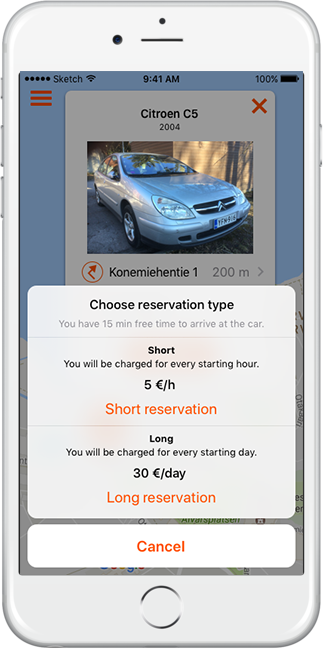 Sketch 9:41 AM 100%
Citroen C5
2004
Konemiehentie 1 200 m
Choose reservation type
You have 15 min free time to arrive at the car.
Short
You will be charged for every starting hour.
5 €/h
Short reservation
Long
You will be charged for every starting day.
30 €/day
Long reservation
Alvarsplatsen
Cancel